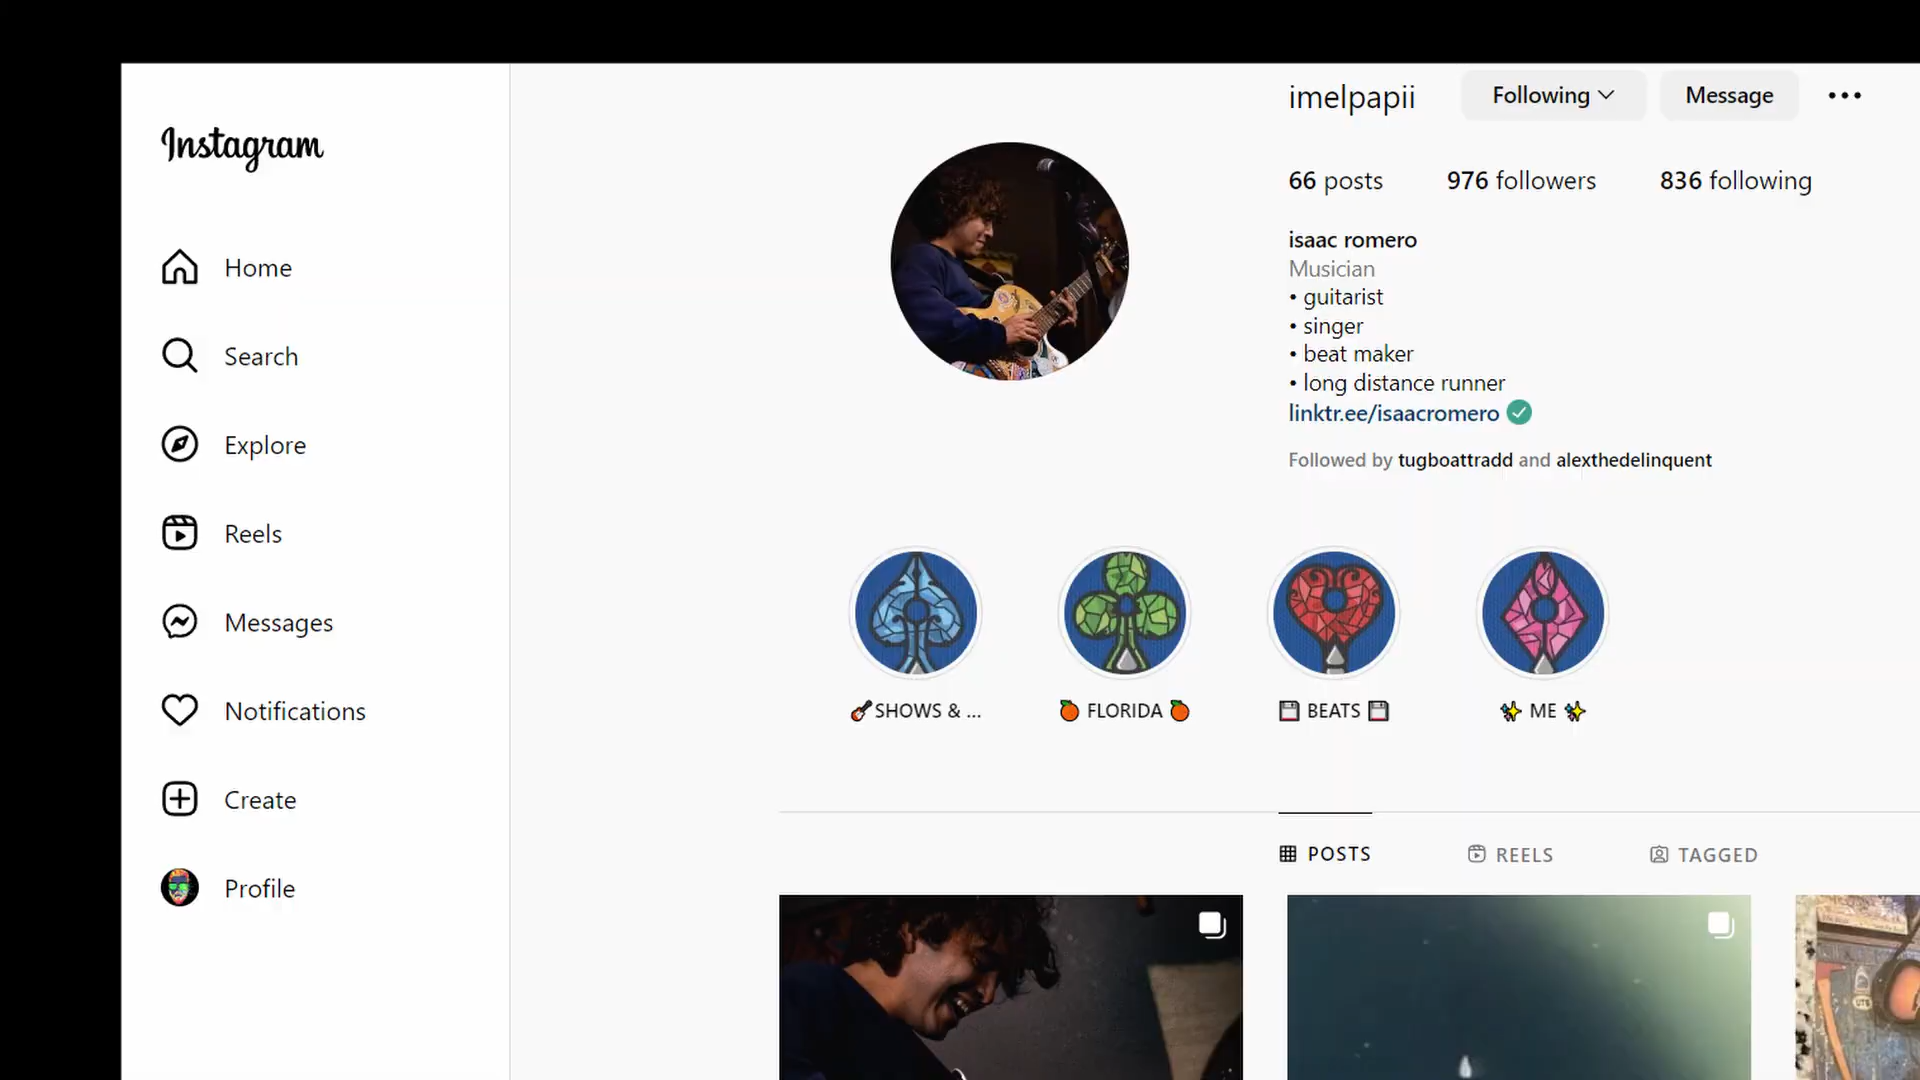 Instagram
Home
Search
Explore
Reels
Messages
Notifications
Create
Profile
imelpapii
Following
Message
66 posts
976 followers
836 following
isaac romero
Musician
• guitarist
• singer
• beat maker
• long distance runner
linktr.ee/isaacromero
Followed by tugboattradd and alexthedelinquent
🎸SHOWS & ...
🍊 FLORIDA 🍊
💾 BEATS 💾
✨ ME ✨
POSTS
REELS
TAGGED